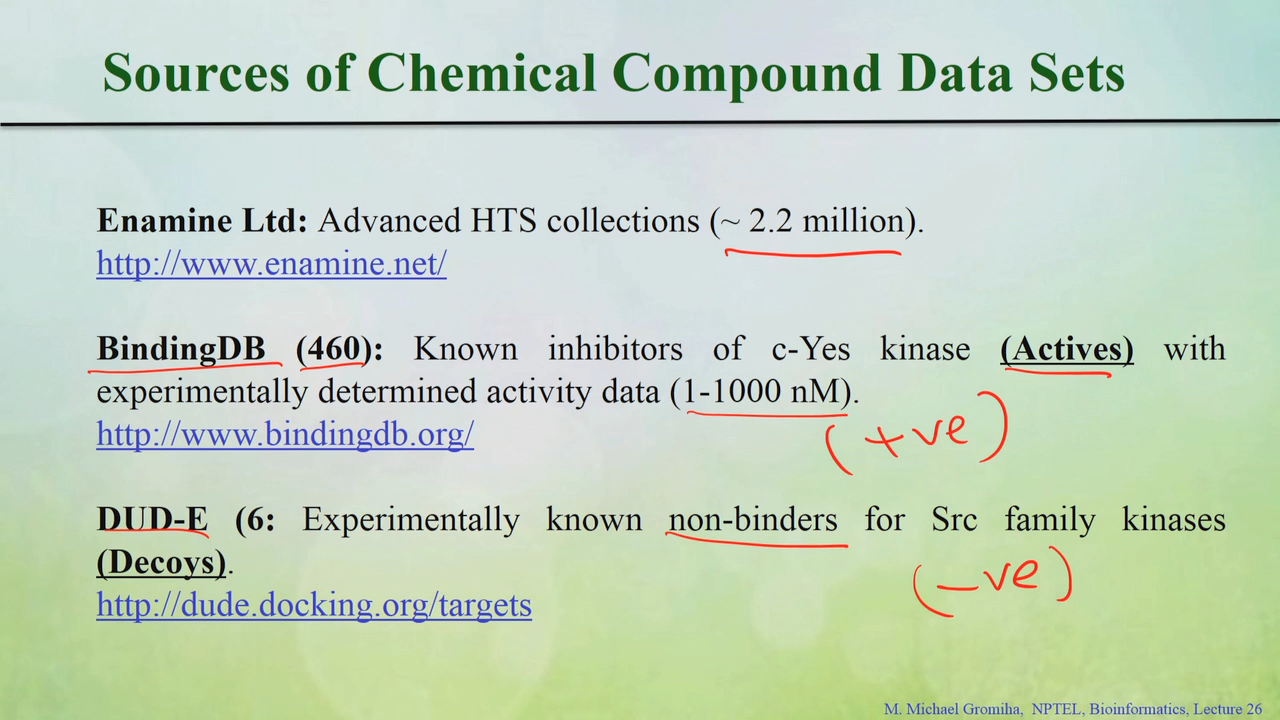 Sources of Chemical Compound Data Sets
Enamine Ltd: Advanced HTS collections (~ 2.2 million).
http://www.enamine.net/
BindingDB (460): Known inhibitors of c-Yes kinase (Actives) with
experimentally determined activity data (1-1000 nM).
http://www.bindingdb.org/
(+ve)
DUD-E (6: Experimentally known non-binders for Src family kinases
(Decoys).
(-ve)
http://dude.docking.org/targets
M. Michael Gromiha, NPTEL, Bioinformatics, Lecture 26